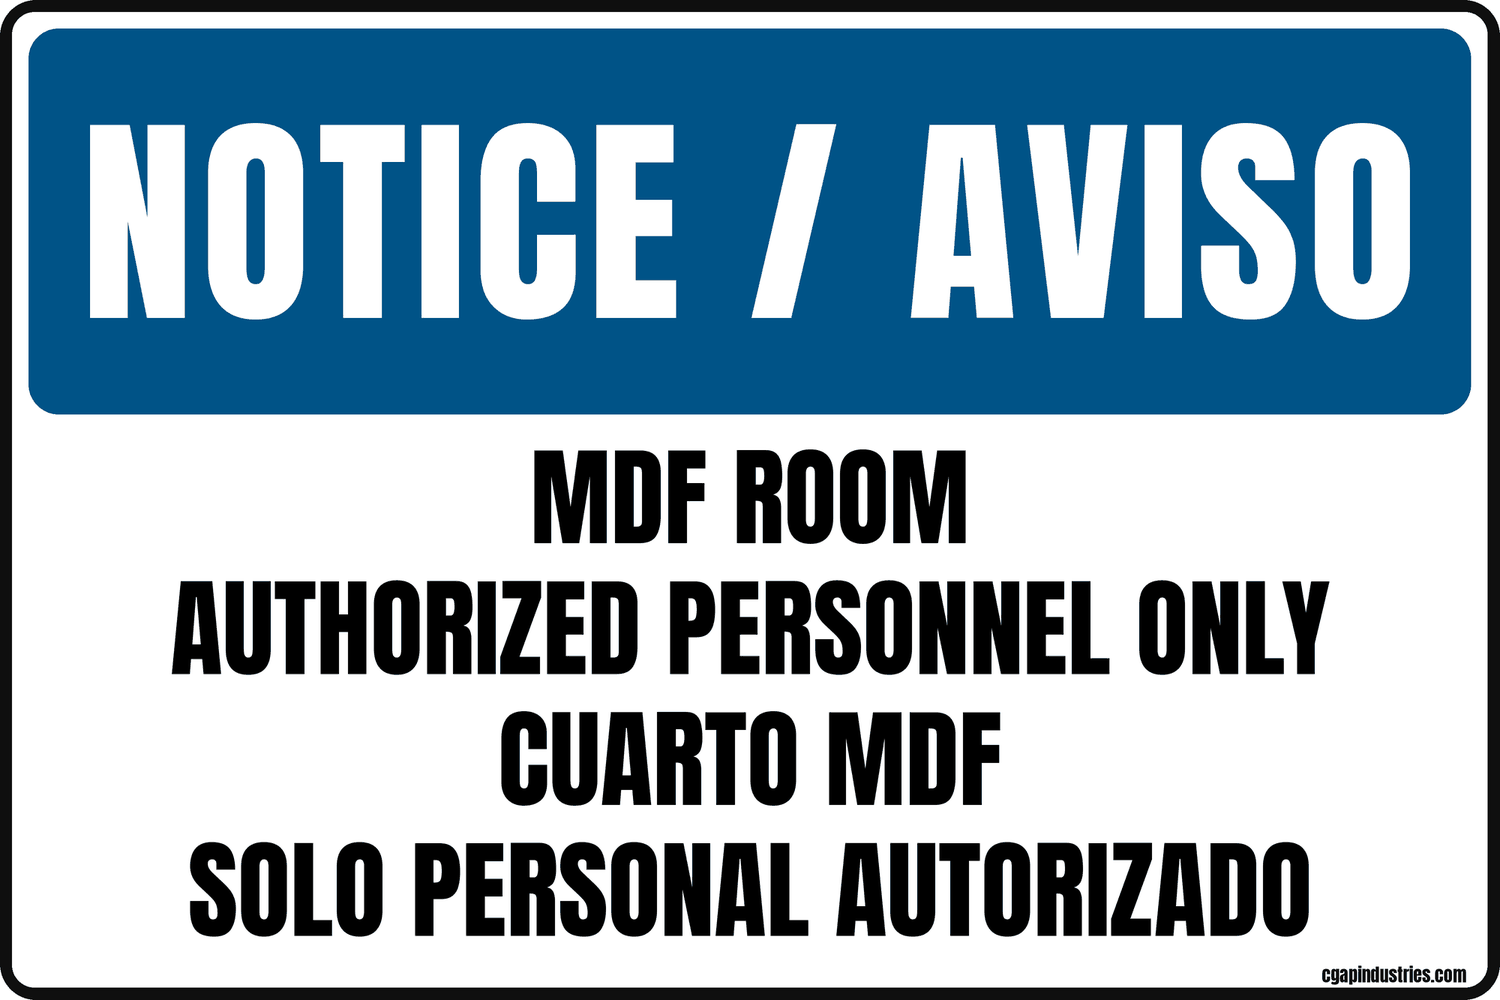 NOTICE / AVISO
MDF ROOM
AUTHORIZED PERSONNEL ONLY
CUARTO MDF
SOLO PERSONAL AUTORIZADO
cgapindustries.com